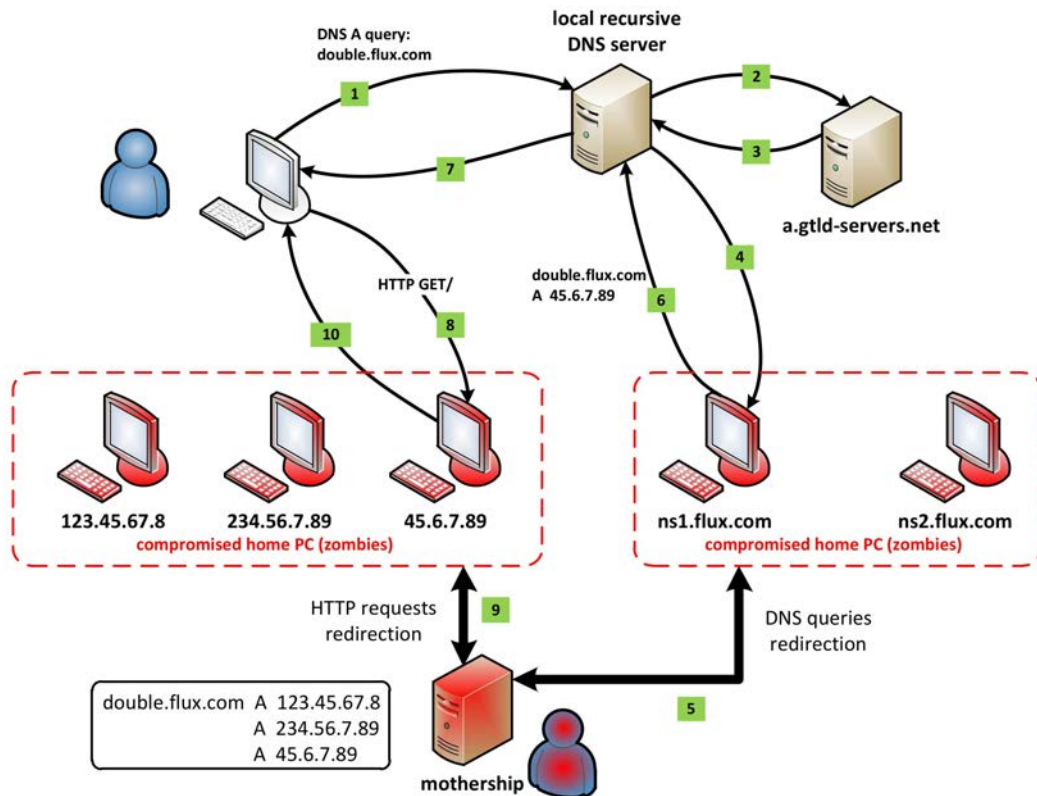 local recursive
DNS server
DNS A query:
double.flux.com
1
2
3
7
a.gtld-servers.net
4
double.flux.com
A 45.6.7.89
6
HTTP GET/
8
10
123.45.67.8
234.56.7.89
45.6.7.89
compromised home PC (zombies)
ns1.flux.com
ns2.flux.com
compromised home PC (zombies)
HTTP requests
redirection
9
DNS queries
redirection
5
double.flux.com A 123.45.67.8
A 234.56.7.89
A 45.6.7.89
mothership